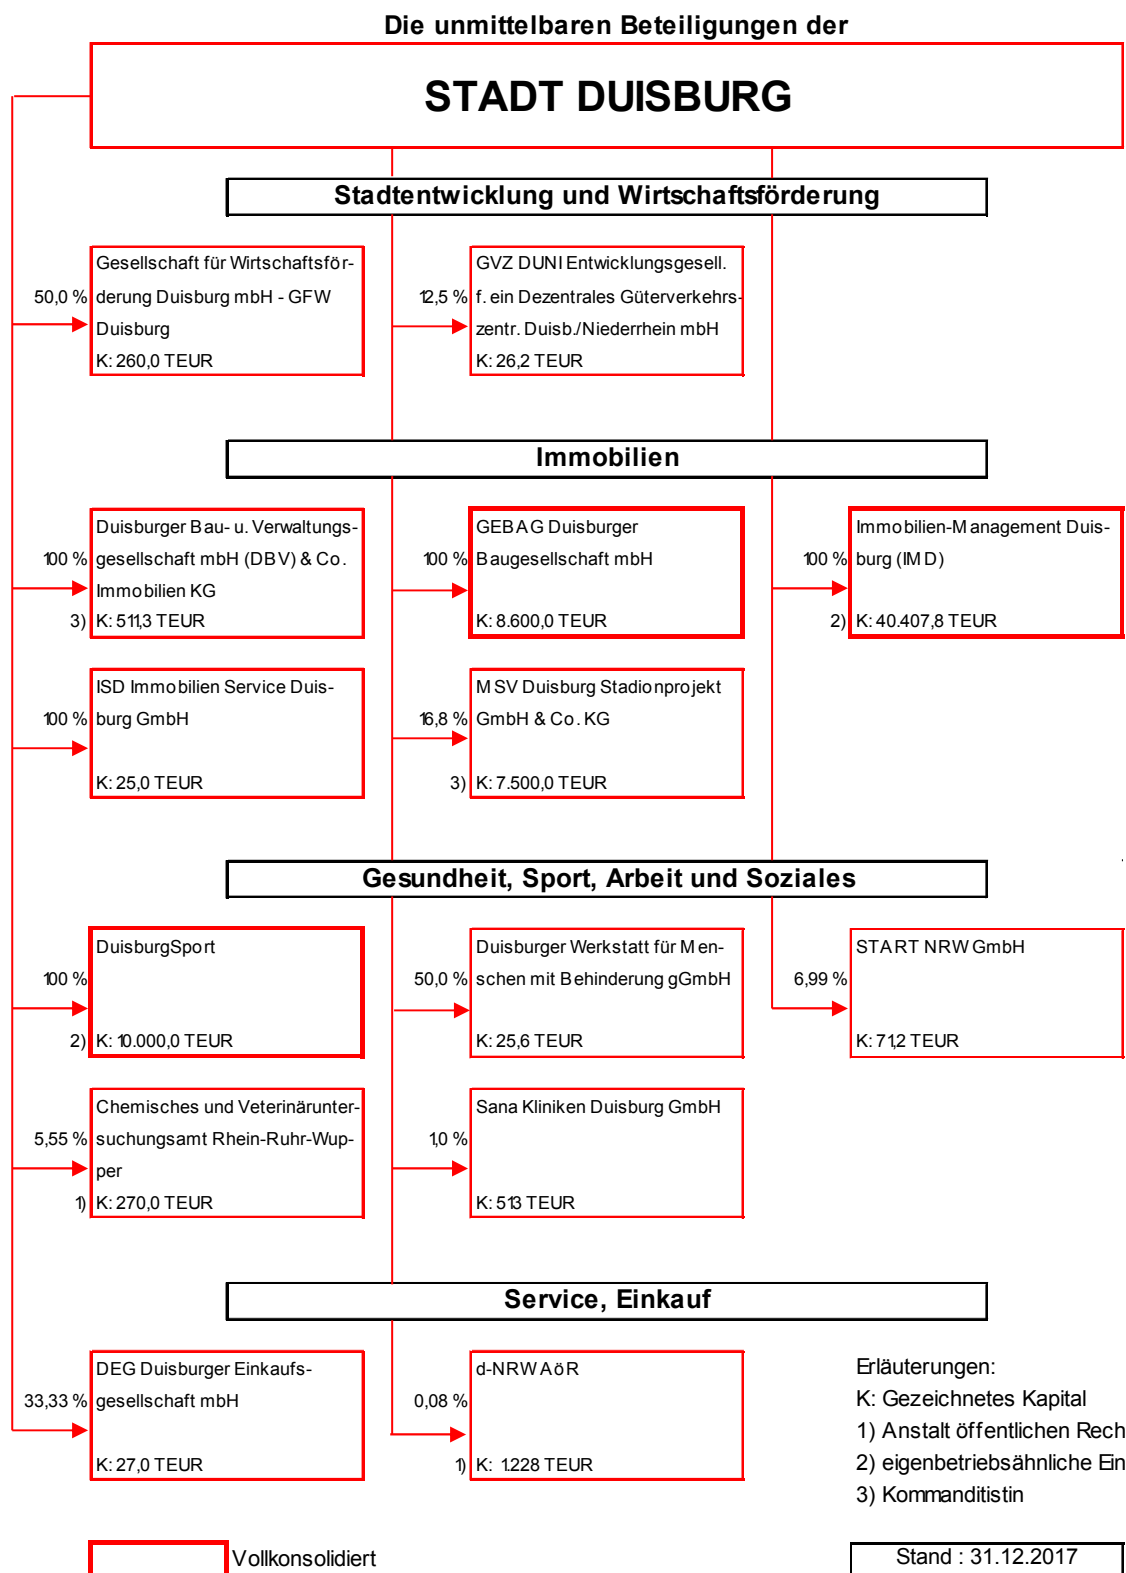 Die unmittelbaren Beteiligungen der
STADT DUISBURG
Stadtentwicklung und Wirtschaftsförderung
Gesellschaft für Wirtschaftsför-
50,0 % derung Duisburg mbH - GFW
Duisburg
K: 260,0 TEUR
GVZ DUNI Entwicklungsgesell.
12,5 % f. ein Dezentrales Güterverkehrs-
zentr. Duisb./Niederrhein mbH
K: 26,2 TEUR
Immobilien
Duisburger Bau- u. Verwaltungs-
100 % gesellschaft mbH (DBV) & Co.
Immobilien KG
3) K: 511,3 TEUR
GEBAG Duisburger
100 % Baugesellschaft mbH
K: 8.600,0 TEUR
Immobilien-Management Duis-
100 % burg (IMD)
2) K: 40.407,8 TEUR
ISD Immobilien Service Duis-
100 % burg GmbH
K: 25,0 TEUR
MSV Duisburg Stadionprojekt
16,8 % GmbH & Co. KG
3) K: 7.500,0 TEUR
Gesundheit, Sport, Arbeit und Soziales
DuisburgSport
100 %
2) K: 10.000,0 TEUR
Duisburger Werkstatt für Men-
50,0 % schen mit Behinderung gGmbH
K: 25,6 TEUR
START NRW GmbH
6,99 %
K: 71,2 TEUR
Chemisches und Veterinärunter-
5,55 % suchungsamt Rhein-Ruhr-Wup-
per
1) K: 270,0 TEUR
Sana Kliniken Duisburg GmbH
1,0 %
K: 513 TEUR
Service, Einkauf
DEG Duisburger Einkaufs-
33,33 % gesellschaft mbH
K: 27,0 TEUR
d-NRW AöR
0,08 %
1) K: 1.228 TEUR
Erläuterungen:
K: Gezeichnetes Kapital
1) Anstalt öffentlichen Rech
2) eigenbetriebsähnliche Ein
3) Kommanditistin
Vollkonsolidiert
Stand : 31.12.2017